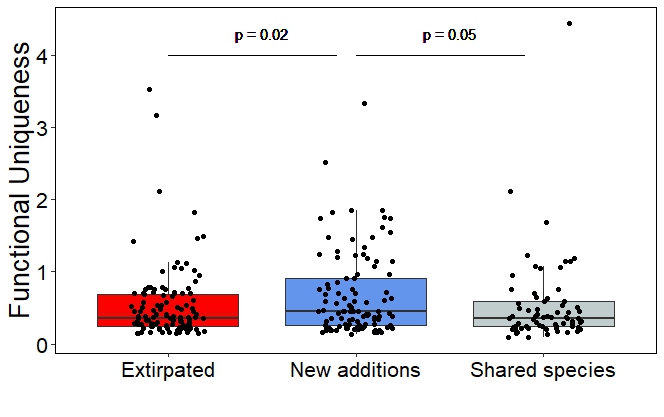 p = 0.02
p = 0.05
Functional Uniqueness
4
3
2
1
0
Extirpated
New additions
Shared species